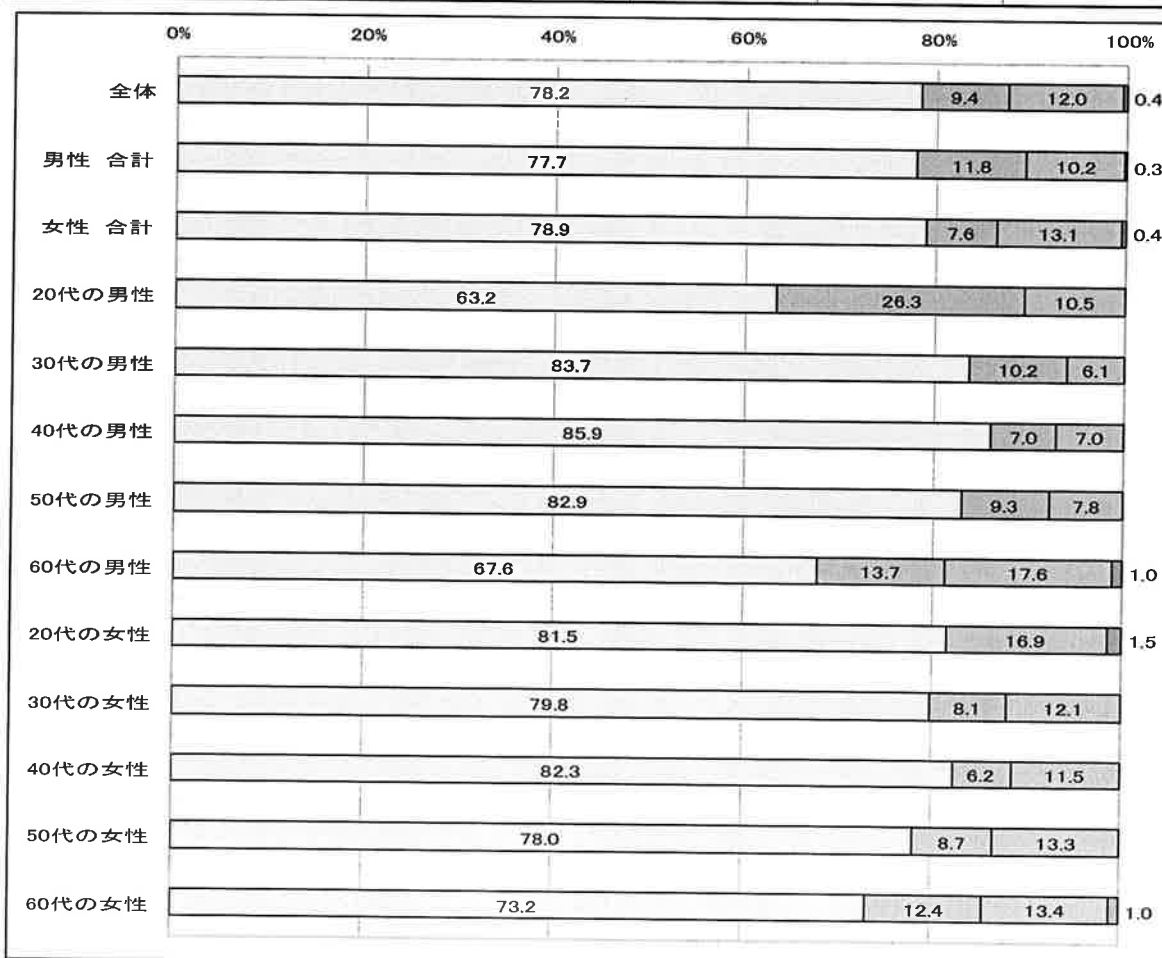 0% 20% 40% 60% 80% 100%
全体 78.2 9.4 12.0 0.4
男性 合計 77.7 11.8 10.2 0.3
女性 合計 78.9 7.6 13.1 0.4
20代の男性 63.2 26.3 10.5
30代の男性 83.7 10.2 6.1
40代の男性 85.9 7.0 7.0
50代の男性 82.9 9.3 7.8
60代の男性 67.6 13.7 17.6 1.0
20代の女性 81.5 16.9 1.5
30代の女性 79.8 8.1 12.1
40代の女性 82.3 6.2 11.5
50代の女性 78.0 8.7 13.3
60代の女性 73.2 12.4 13.4 1.0